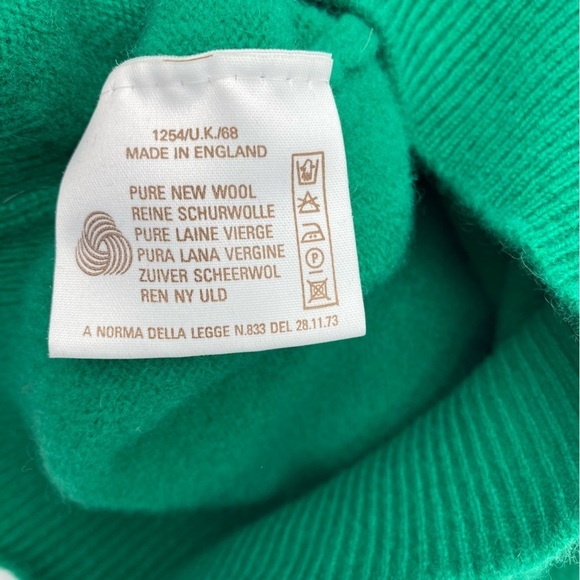 1254/U.K./68
MADE IN ENGLAND
PURE NEW WOOL
REINE SCHURWOLLE
PURE LAINE VIERGE
PURA LANA VERGINE
ZUIVER SCHEERWOL
REN NY ULD
P
A NORMA DELLA LEGGE N.833 DEL 28.11.73